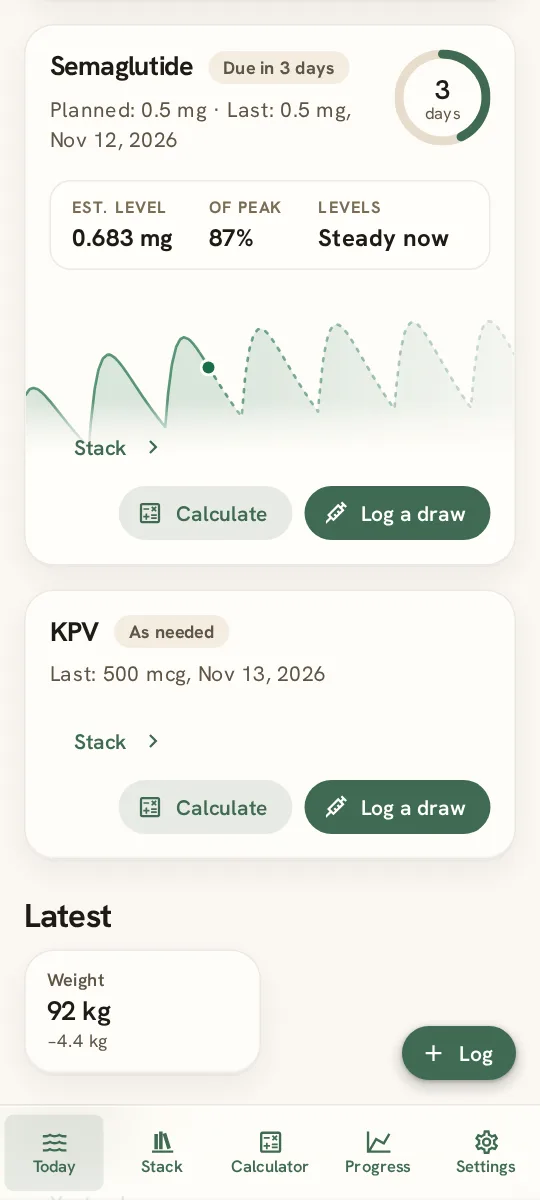 Semaglutide
Due in 3 days
Planned: 0.5 mg · Last: 0.5 mg,
Nov 12, 2026
3
days
EST. LEVEL
0.683 mg
OF PEAK
87%
LEVELS
Steady now
Stack
Calculate
Log a draw
KPV
As needed
Last: 500 mcg, Nov 13, 2026
Stack
Calculate
Log a draw
Latest
Weight
92 kg
−4.4 kg
+ Log
Today
Stack
Calculator
Progress
Settings